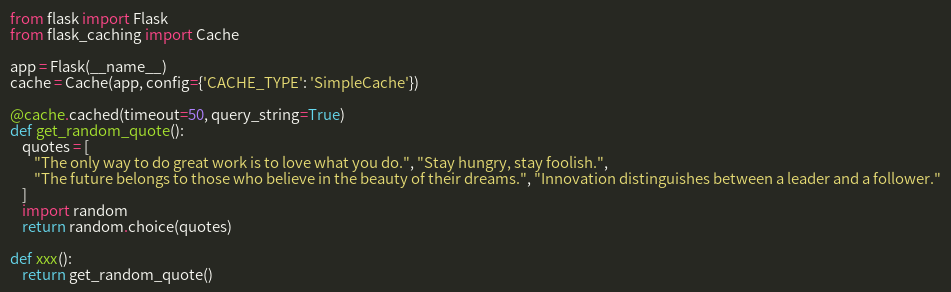 from flask import Flask
from flask_caching import Cache

app = Flask(__name__)
cache = Cache(app, config={'CACHE_TYPE': 'SimpleCache'})

@cache.cached(timeout=50, query_string=True)
def get_random_quote():
    quotes = [
        "The only way to do great work is to love what you do.", "Stay hungry, stay foolish.",
        "The future belongs to those who believe in the beauty of their dreams.", "Innovation distinguishes between a leader and a follower."
    ]
    import random
    return random.choice(quotes)

def xxx():
    return get_random_quote()